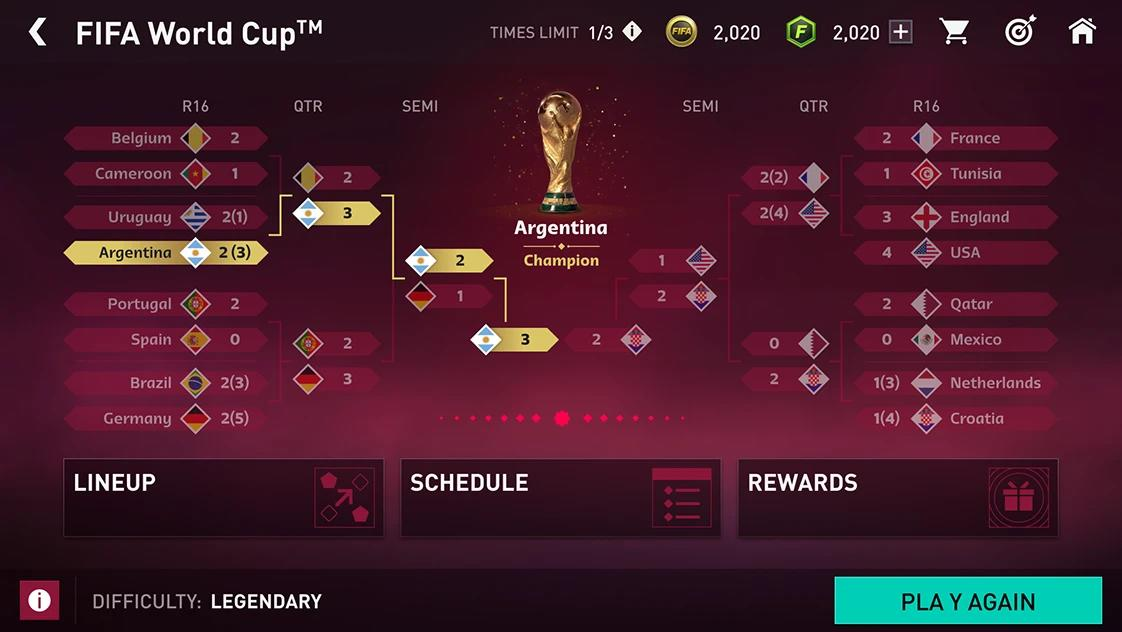 FIFA World Cup™
TIMES LIMIT 1/3 i
FIFA 2,020
F 2,020 +
R16 QTR SEMI SEMI QTR R16
Belgium 2
Cameroon 1
Uruguay 2(1)
Argentina 2(3)
Portugal 2
Spain 0
Brazil 2(3)
Germany 2(5)
2
3
2
3
2
1
3
Argentina
Champion
2
1
2
2(2)
2(4)
0
2
2 France
1 Tunisia
3 England
4 USA
2 Qatar
0 Mexico
1(3) Netherlands
1(4) Croatia
LINEUP
SCHEDULE
REWARDS
i DIFFICULTY: LEGENDARY
PLA Y AGAIN